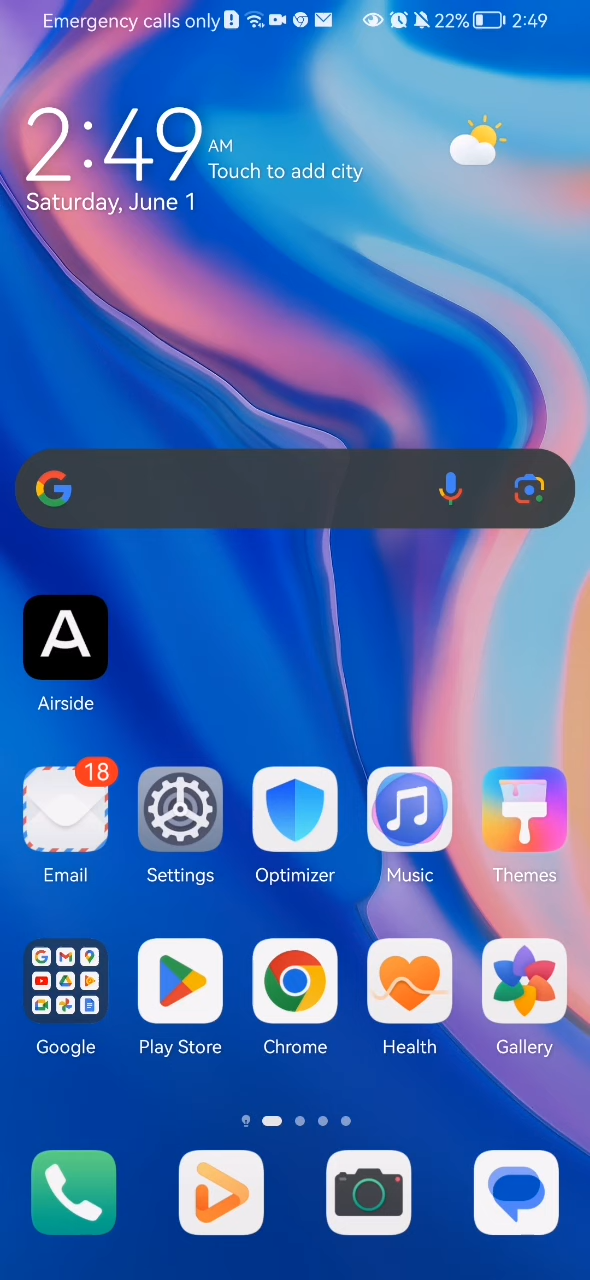 Emergency calls only 22% 2:49
2:49 AM
Touch to add city
Saturday, June 1
A
Airside
18
Email Settings Optimizer Music Themes
Google Play Store Chrome Health Gallery